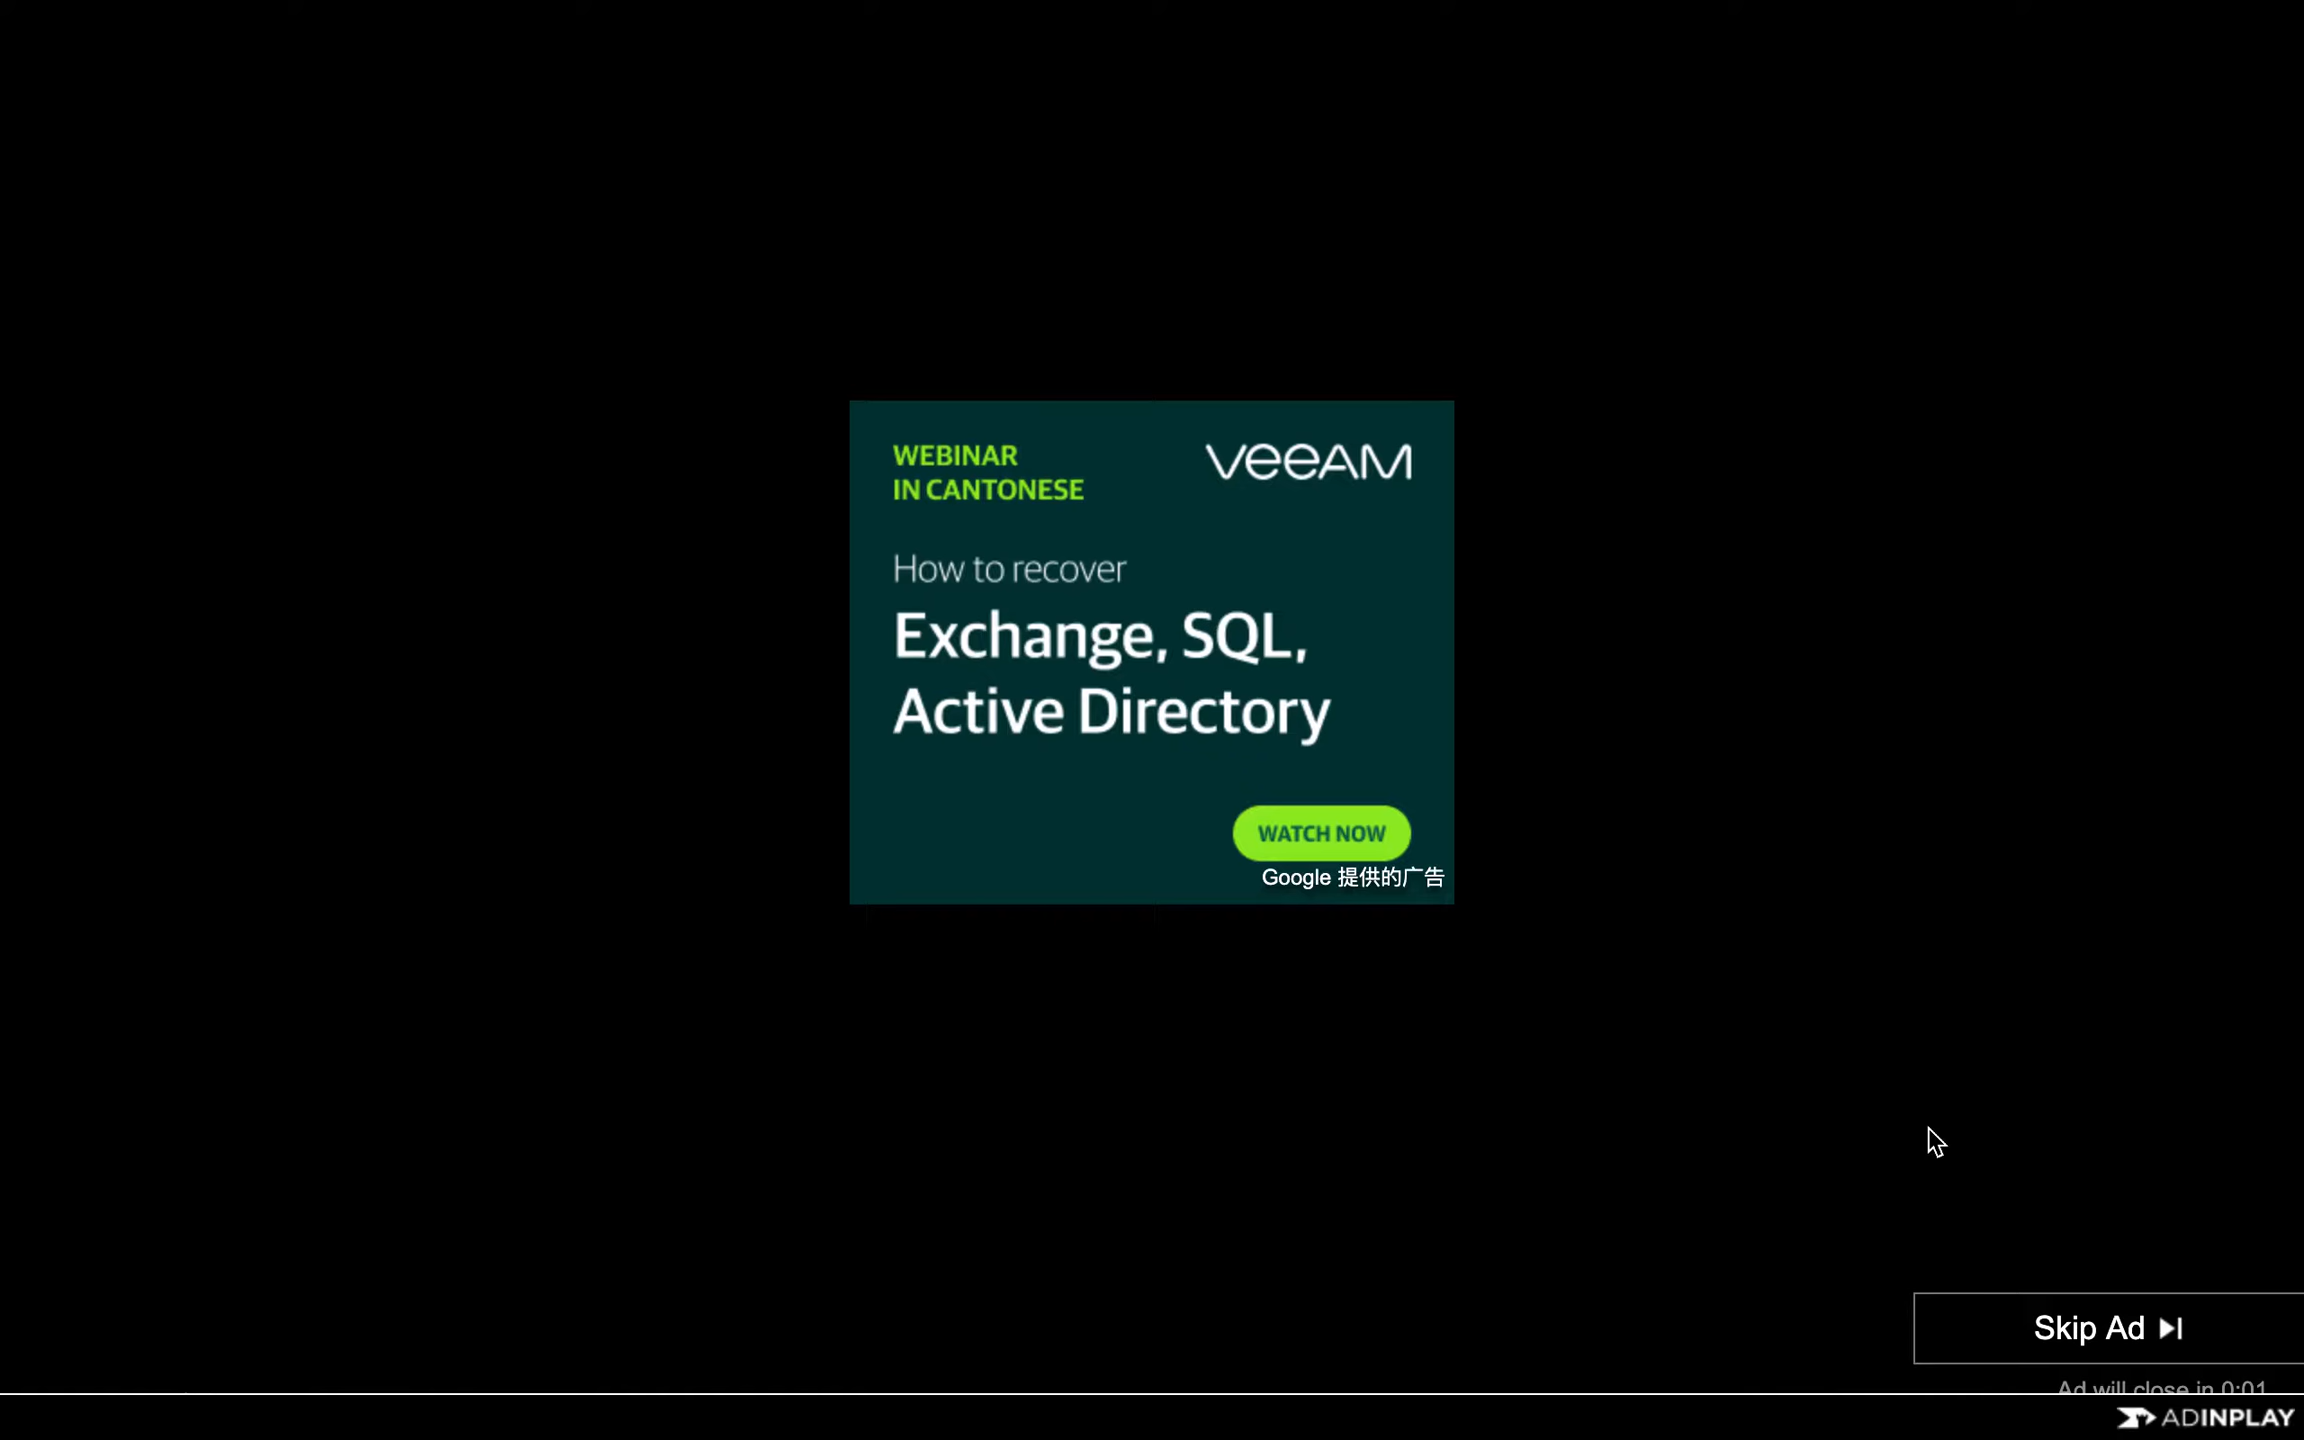 WEBINAR
IN CANTONESE
VEEAM
How to recover
Exchange, SQL,
Active Directory
WATCH NOW
Google 提供的广告
Skip Ad
Ad will close in 0:01
ADINPLAY